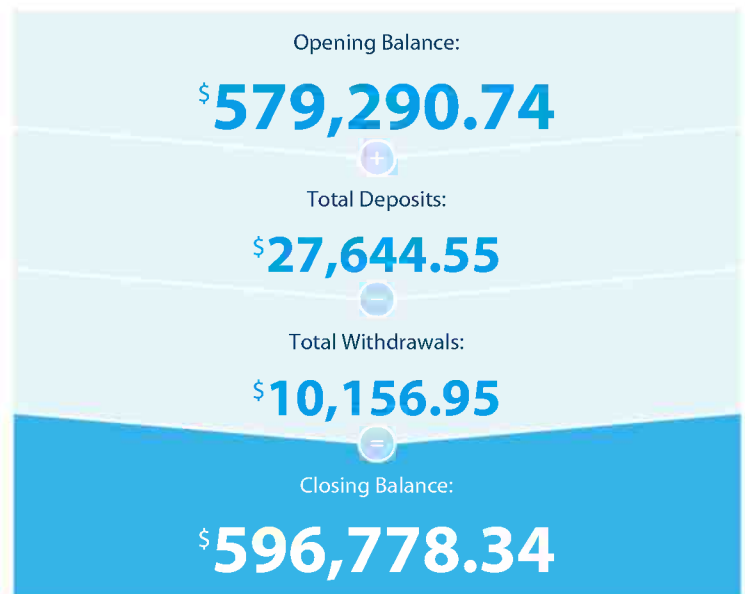 Opening Balance:
$579,290.74
+
Total Deposits:
$27,644.55
−
Total Withdrawals:
$10,156.95
=
Closing Balance:
$596,778.34